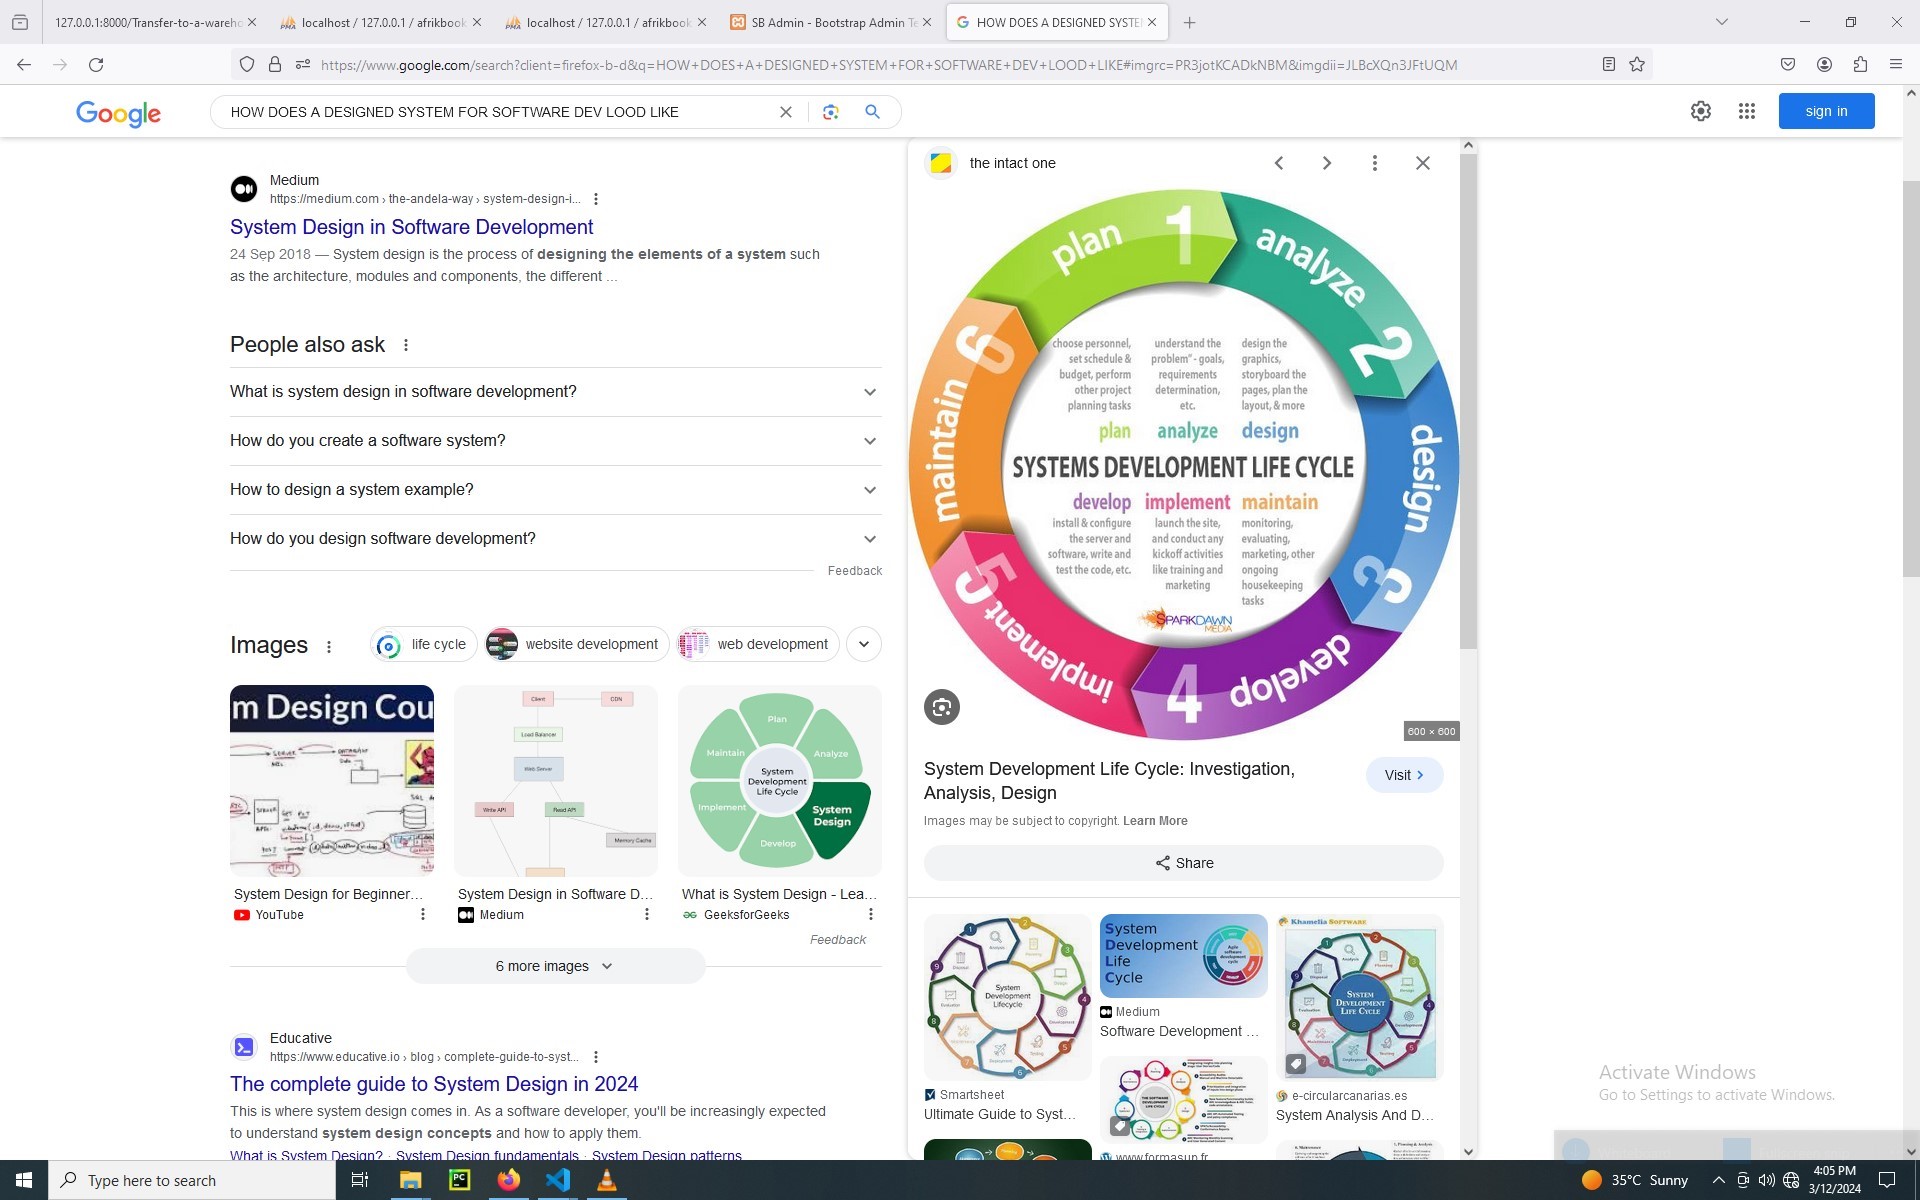 127.0.0.1:8000/Transfer-to-a-wareho
localhost / 127.0.0.1 / afrikbook
localhost / 127.0.0.1 / afrikbook
SB Admin - Bootstrap Admin Te
HOW DOES A DESIGNED SYSTE
https://www.google.com/search?client=firefox-b-d&q=HOW+DOES+A+DESIGNED+SYSTEM+FOR+SOFTWARE+DEV+LOOD+LIKE#imgrc=PR3jotKCADkNBM&imgdii=JLBcXQn3JFtUQM
Google
HOW DOES A DESIGNED SYSTEM FOR SOFTWARE DEV LOOD LIKE
sign in
Medium
https://medium.com › the-andela-way › system-design-i...
System Design in Software Development
24 Sep 2018 — System design is the process of designing the elements of a system such
as the architecture, modules and components, the different ...
People also ask
What is system design in software development?
How do you create a software system?
How to design a system example?
How do you design software development?
Feedback
Images
life cycle
website development
web development
m Design Cou
Client
CDN
Load Balancer
Web Server
Write API
Read API
Memory Cache
Plan
Analyze
System
Design
Develop
Implement
Maintain
System
Development
Life Cycle
System Design for Beginner...
YouTube
System Design in Software D...
Medium
What is System Design - Lea...
GeeksforGeeks
Feedback
6 more images
Educative
https://www.educative.io › blog › complete-guide-to-syst...
The complete guide to System Design in 2024
This is where system design comes in. As a software developer, you'll be increasingly expected
to understand system design concepts and how to apply them.
What is System Design? · System Design fundamentals · System Design patterns
the intact one
plan 1
analyze 2
design 3
develop 4
implement 5
maintain 6
choose personnel,
set schedule &
budget, perform
other project
planning tasks
plan
understand the
problem" - goals,
requirements
determination,
etc.
analyze
design the
graphics,
storyboard the
pages, plan the
layout, & more
design
SYSTEMS DEVELOPMENT LIFE CYCLE
develop
install & configure
the server and
software, write and
test the code, etc.
implement
launch the site,
and conduct any
kickoff activities
like training and
marketing
maintain
monitoring,
evaluating,
marketing, other
ongoing
housekeeping
tasks
SPARKDAWN
MEDIA
600 × 600
System Development Life Cycle: Investigation,
Analysis, Design
Visit
Images may be subject to copyright. Learn More
Share
System
Development
Lifecycle
Smartsheet
Ultimate Guide to Syst...
System
Development
Life
Cycle
Agile
software
development
cycle
Medium
Software Development ...
www.formasup.fr
Khamelia Software
SYSTEM
DEVELOPMENT
LIFE CYCLE
e-circularcanarias.es
System Analysis And D...
Activate Windows
Go to Settings to activate Windows.
Type here to search
35°C Sunny
4:05 PM
3/12/2024